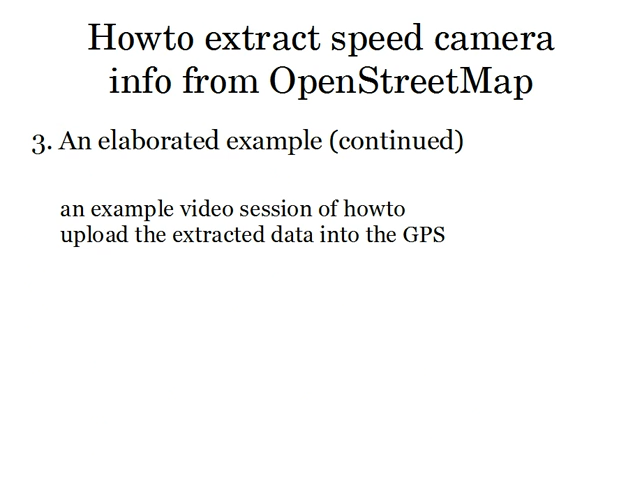 Howto extract speed camera
info from OpenStreetMap
3. An elaborated example (continued)
an example video session of howto
upload the extracted data into the GPS